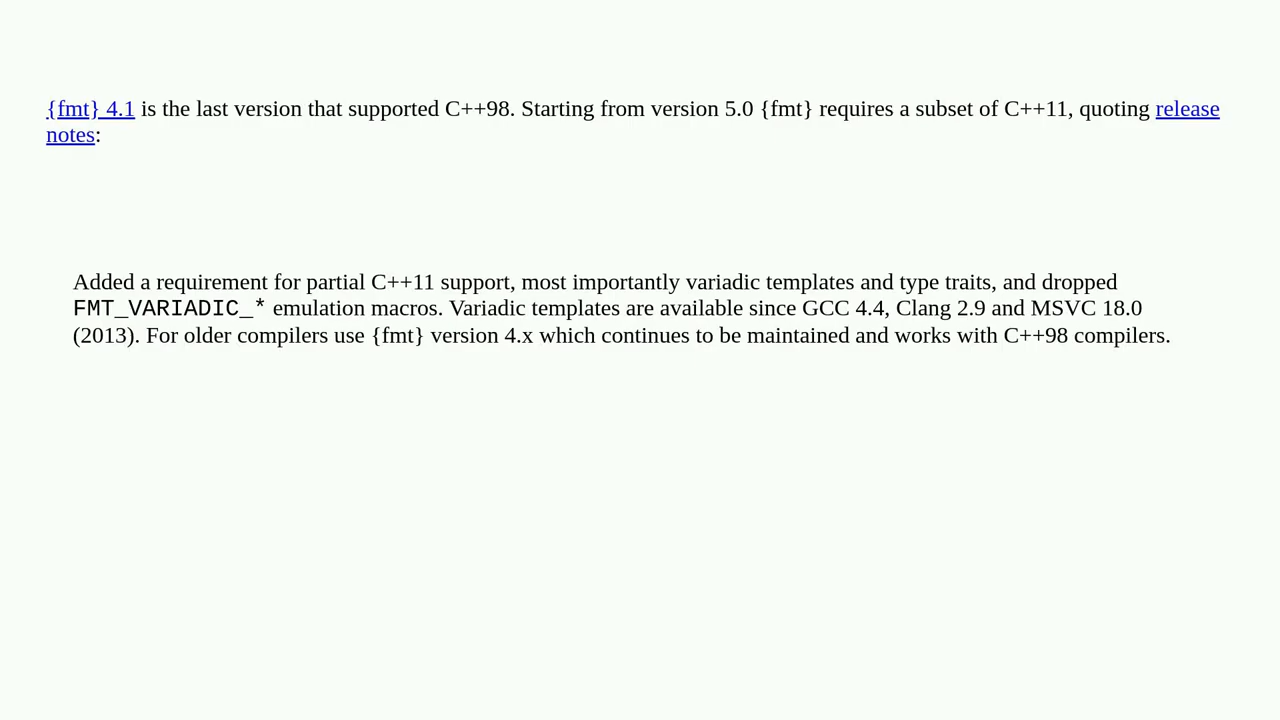 {fmt} 4.1 is the last version that supported C++98. Starting from version 5.0 {fmt} requires a subset of C++11, quoting release
notes:
Added a requirement for partial C++11 support, most importantly variadic templates and type traits, and dropped
FMT_VARIADIC_* emulation macros. Variadic templates are available since GCC 4.4, Clang 2.9 and MSVC 18.0
(2013). For older compilers use {fmt} version 4.x which continues to be maintained and works with C++98 compilers.